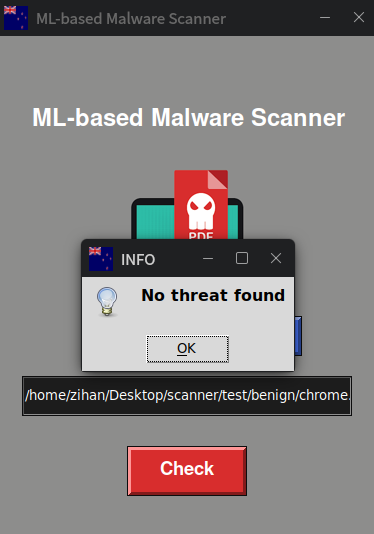 ML-based Malware Scanner
ML-based Malware Scanner
PDF
INFO
No threat found
OK
/home/zihan/Desktop/scanner/test/benign/chrome.
Check